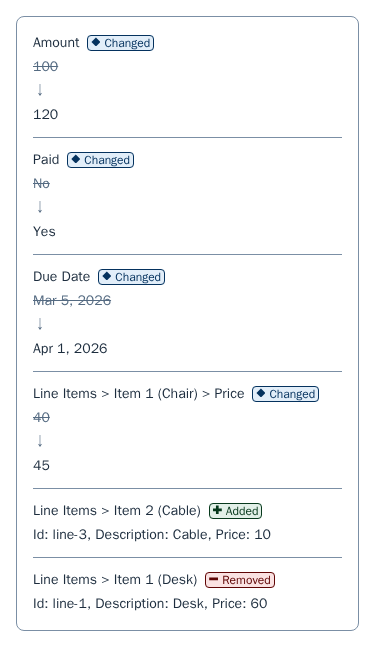 Amount Changed
100
↓
120
Paid Changed
No
↓
Yes
Due Date Changed
Mar 5, 2026
↓
Apr 1, 2026
Line Items > Item 1 (Chair) > Price Changed
40
↓
45
Line Items > Item 2 (Cable) Added
Id: line-3, Description: Cable, Price: 10
Line Items > Item 1 (Desk) Removed
Id: line-1, Description: Desk, Price: 60